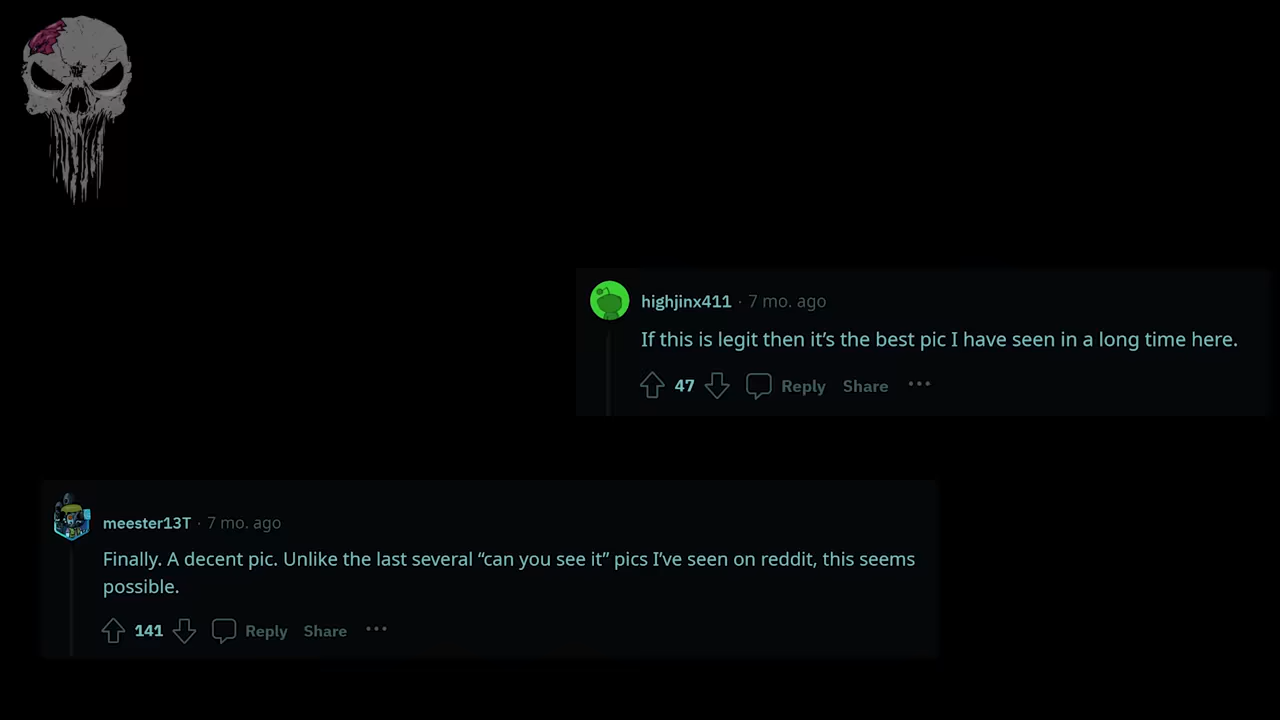 highjinx411 · 7 mo. ago
If this is legit then it’s the best pic I have seen in a long time here.
47 Reply Share ···
meester13T · 7 mo. ago
Finally. A decent pic. Unlike the last several “can you see it” pics I’ve seen on reddit, this seems
possible.
141 Reply Share ···